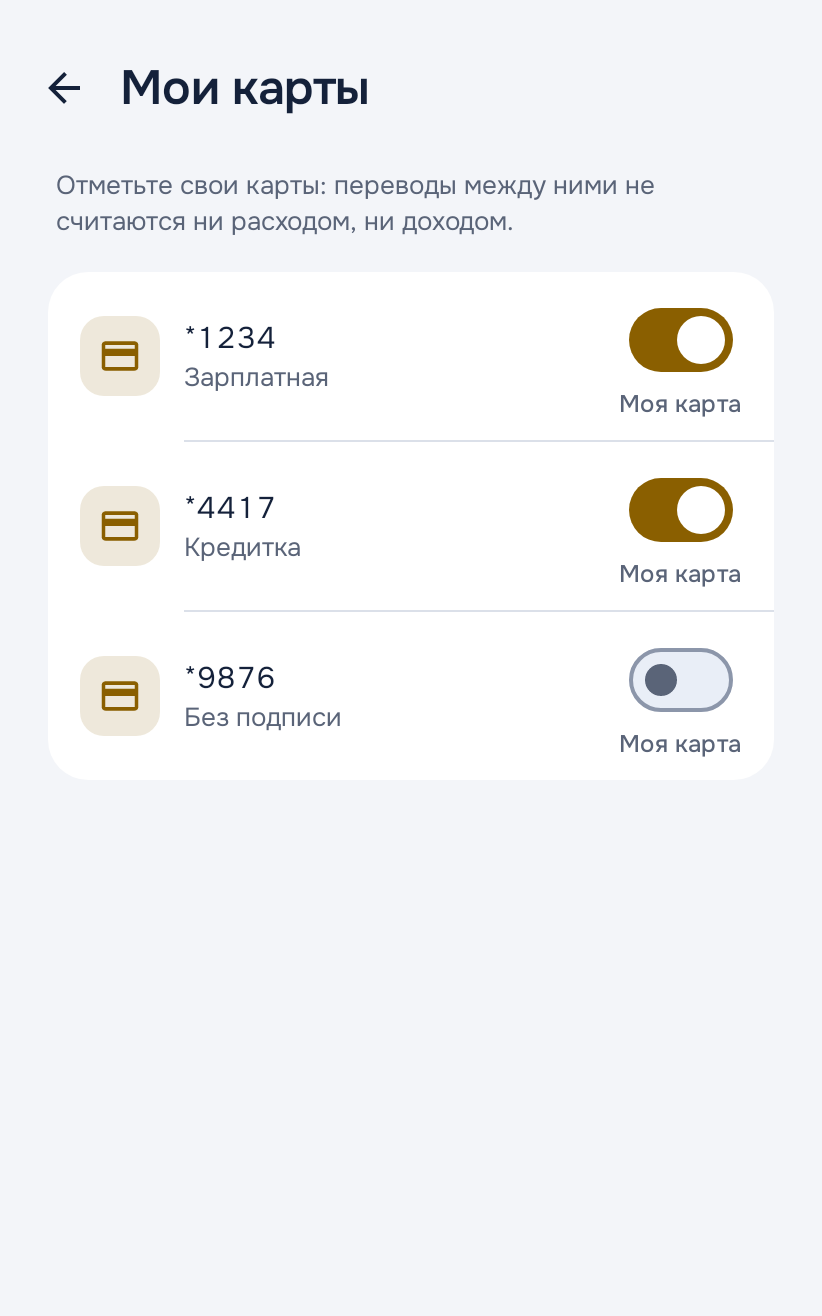 Мои карты
Отметьте свои карты: переводы между ними не
считаются ни расходом, ни доходом.
*1234
Зарплатная
Моя карта
*4417
Кредитка
Моя карта
*9876
Без подписи
Моя карта